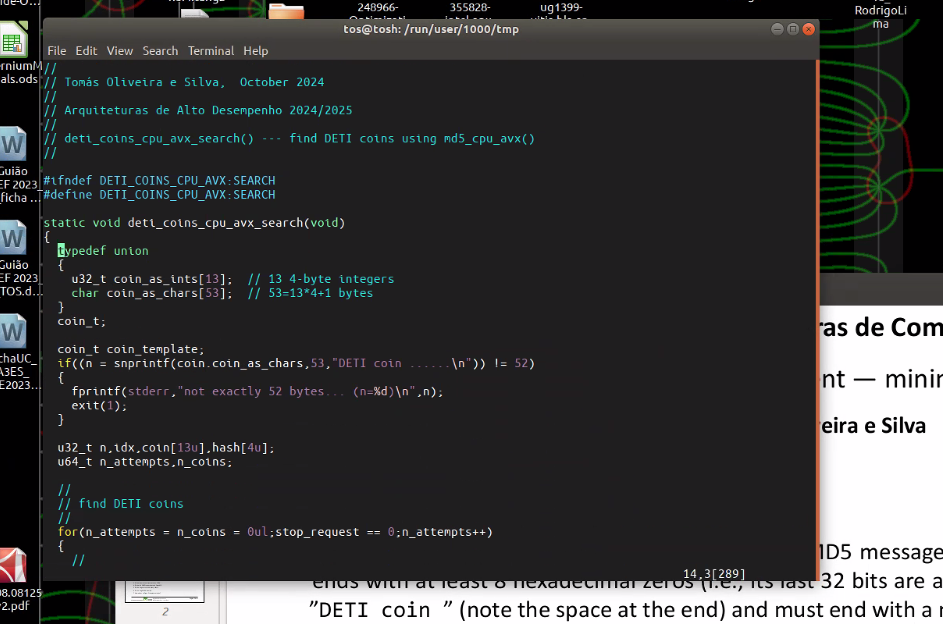 248966-
355828-
ug1399-
RodrigoLi
ma
tos@tosh: /run/user/1000/tmp
File Edit View Search Terminal Help
//
// Tomás Oliveira e Silva,  October 2024
//
// Arquiteturas de Alto Desempenho 2024/2025
//
// deti_coins_cpu_avx_search() --- find DETI coins using md5_cpu_avx()
//
#ifndef DETI_COINS_CPU_AVX:SEARCH
#define DETI_COINS_CPU_AVX:SEARCH
static void deti_coins_cpu_avx_search(void)
{
typedef union
{
u32_t coin_as_ints[13];  // 13 4-byte integers
char coin_as_chars[53];  // 53=13*4+1 bytes
}
coin_t;
coin_t coin_template;
if((n = snprintf(coin.coin_as_chars,53,"DETI coin ......\n")) != 52)
{
fprintf(stderr,"not exactly 52 bytes... (n=%d)\n",n);
exit(1);
}
u32_t n,idx,coin[13u],hash[4u];
u64_t n_attempts,n_coins;
//
// find DETI coins
//
for(n_attempts = n_coins = 0ul;stop_request == 0;n_attempts++)
{
//
14,3[289]
als.ods
Guião
EF 2023_
ficha...
Guião
EF 2023_
TOS.d...
chaUC_
A3ES_
E2023...
08.08125
v2.pdf
2
ras de Com
ent — minin
eira e Silva
MD5 message
ends with at least 8 hexadecimal zeros (i.e., its last 32 bits are a
”DETI coin ” (note the space at the end) and must end with a n